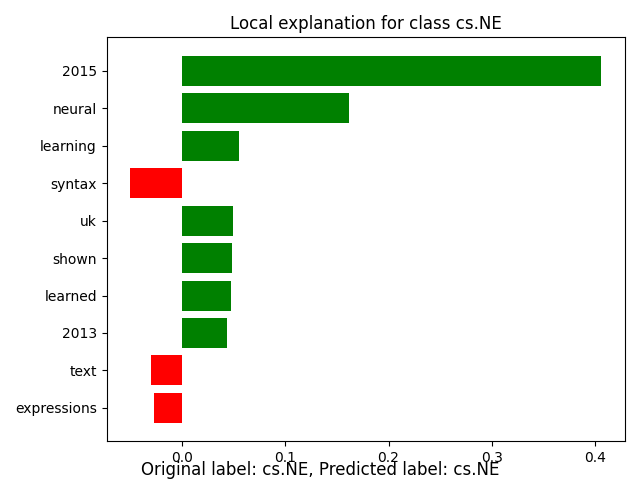 Local explanation for class cs.NE
2015
neural
learning
syntax
uk
shown
learned
2013
text
expressions
0.0 0.1 0.2 0.3 0.4
Original label: cs.NE, Predicted label: cs.NE